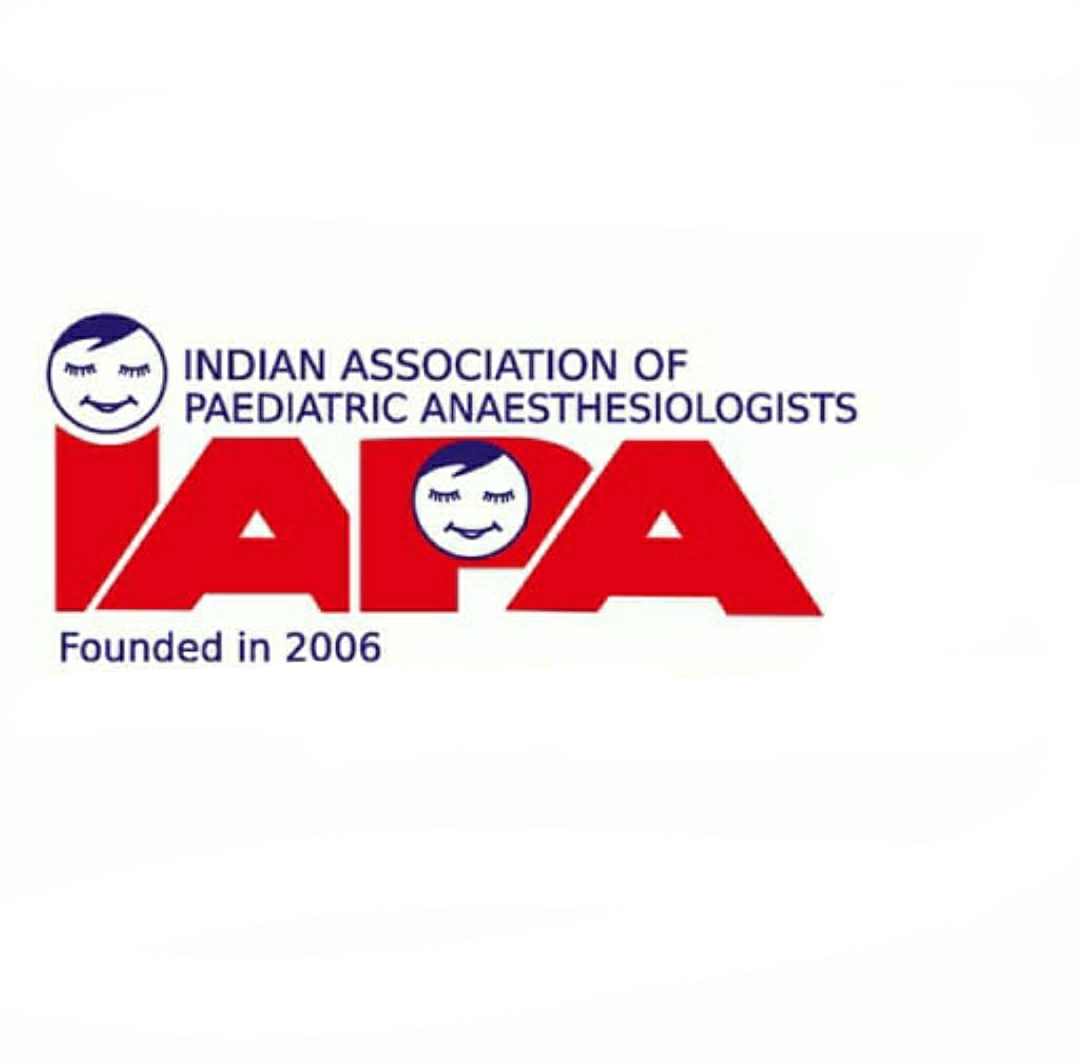 INDIAN ASSOCIATION OF
PAEDIATRIC ANAESTHESIOLOGISTS
iAPA
Founded in 2006